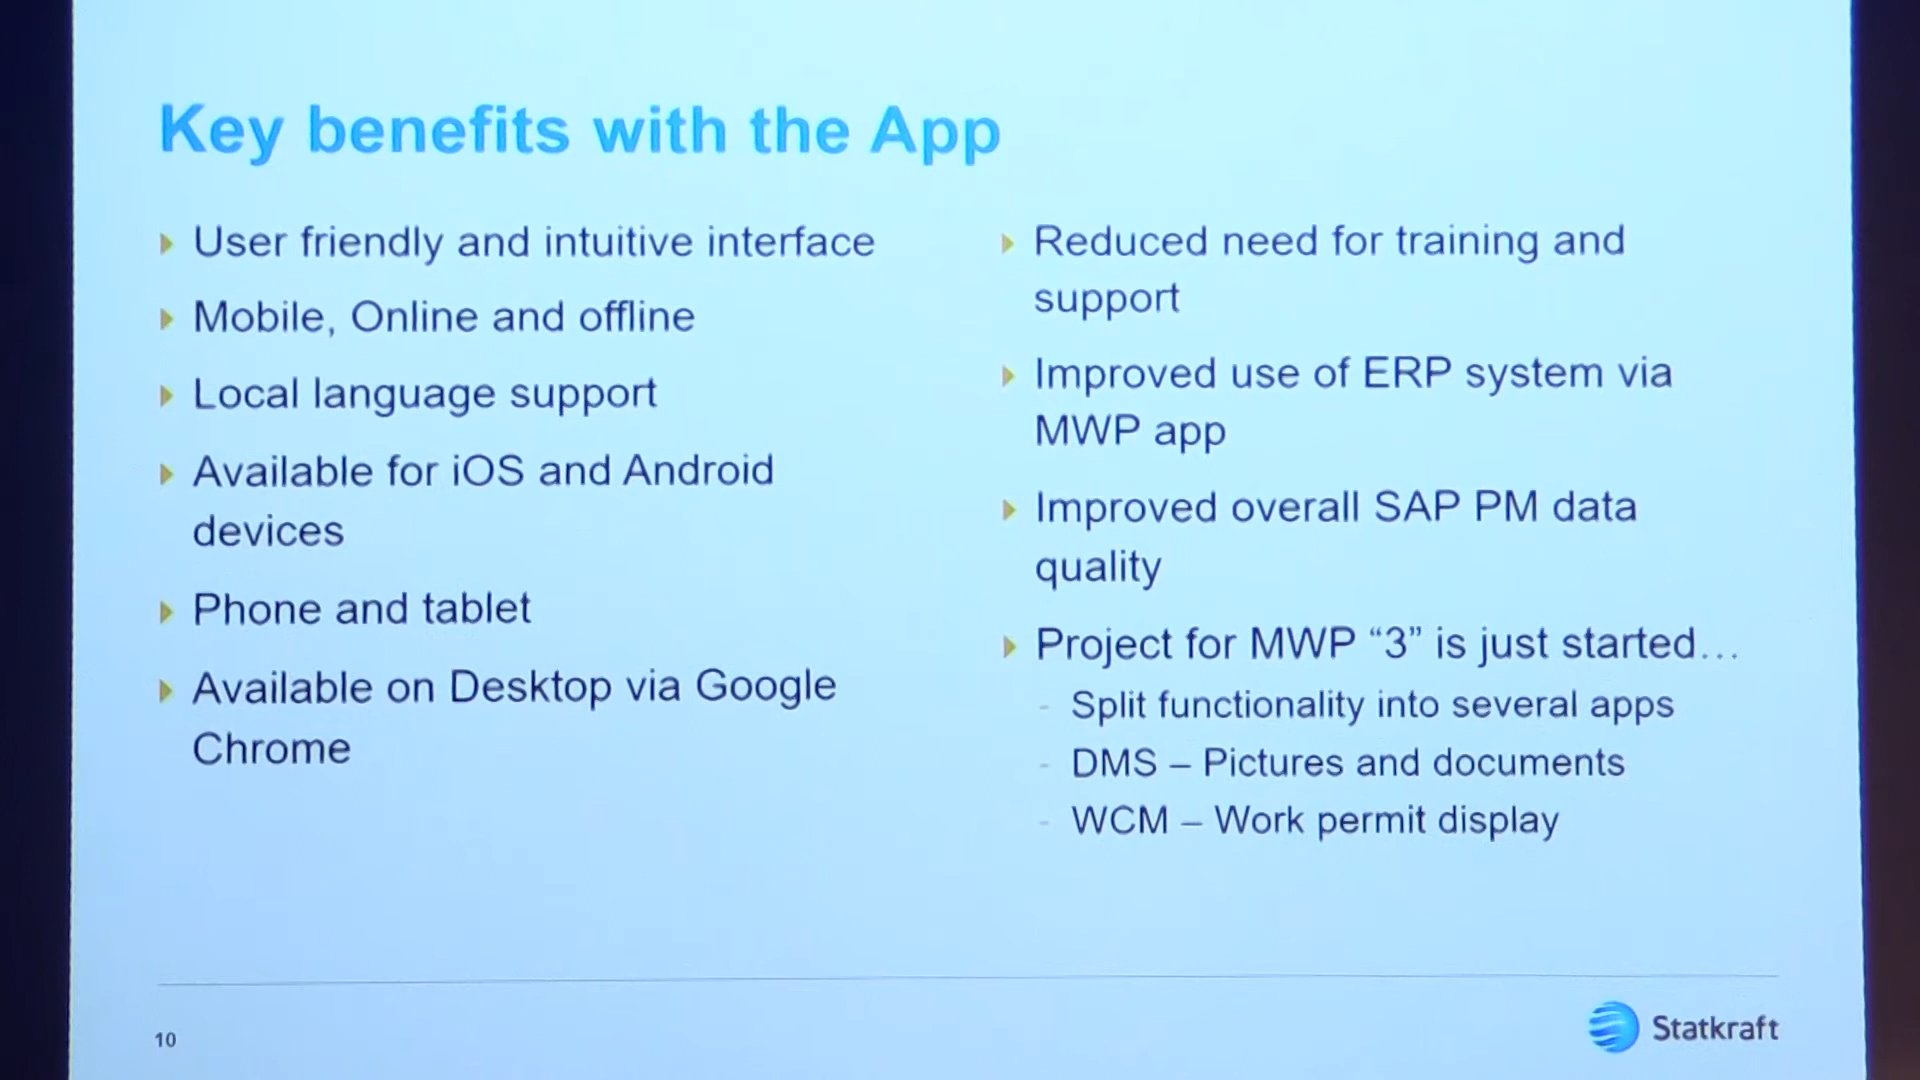 Key benefits with the App
User friendly and intuitive interface
Mobile, Online and offline
Local language support
Available for iOS and Android
devices
Phone and tablet
Available on Desktop via Google
Chrome
Reduced need for training and
support
Improved use of ERP system via
MWP app
Improved overall SAP PM data
quality
Project for MWP “3” is just started…
- Split functionality into several apps
- DMS – Pictures and documents
- WCM – Work permit display
10
Statkraft